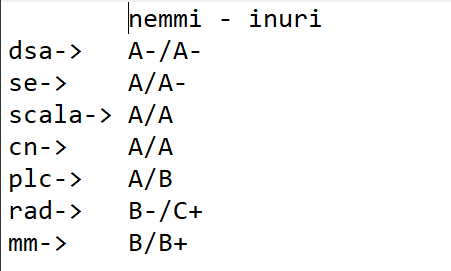 nemmi - inuri
dsa-> A-/A-
se-> A/A-
scala-> A/A
cn-> A/A
plc-> A/B
rad-> B-/C+
mm-> B/B+